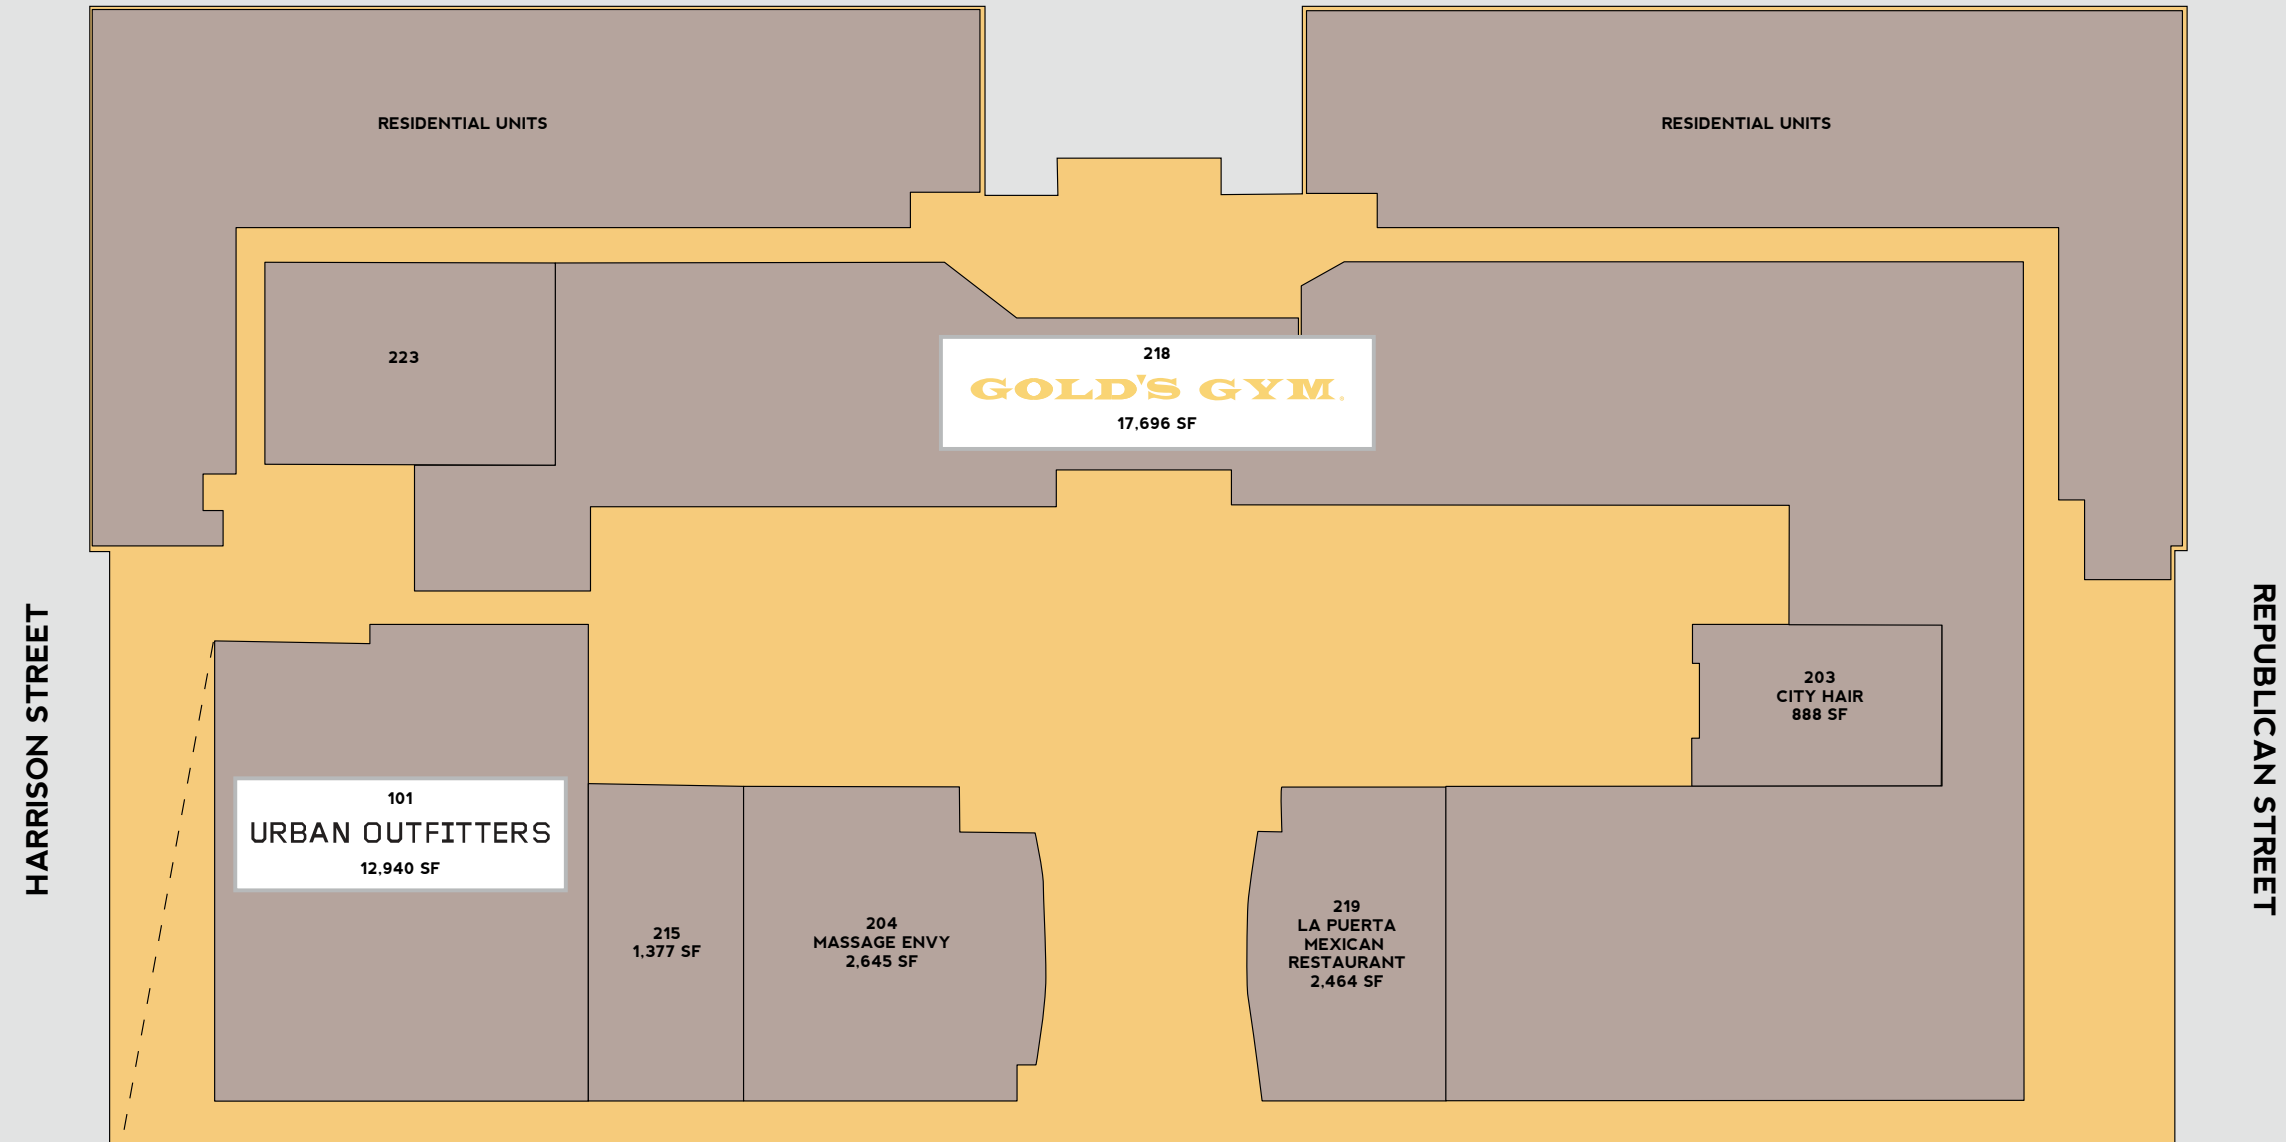 RESIDENTIAL UNITS
RESIDENTIAL UNITS
223
218
GOLD'S GYM.
17,696 SF
HARRISON STREET
REPUBLICAN STREET
203
CITY HAIR
888 SF
101
URBAN OUTFITTERS
12,940 SF
215
1,377 SF
204
MASSAGE ENVY
2,645 SF
219
LA PUERTA
MEXICAN
RESTAURANT
2,464 SF